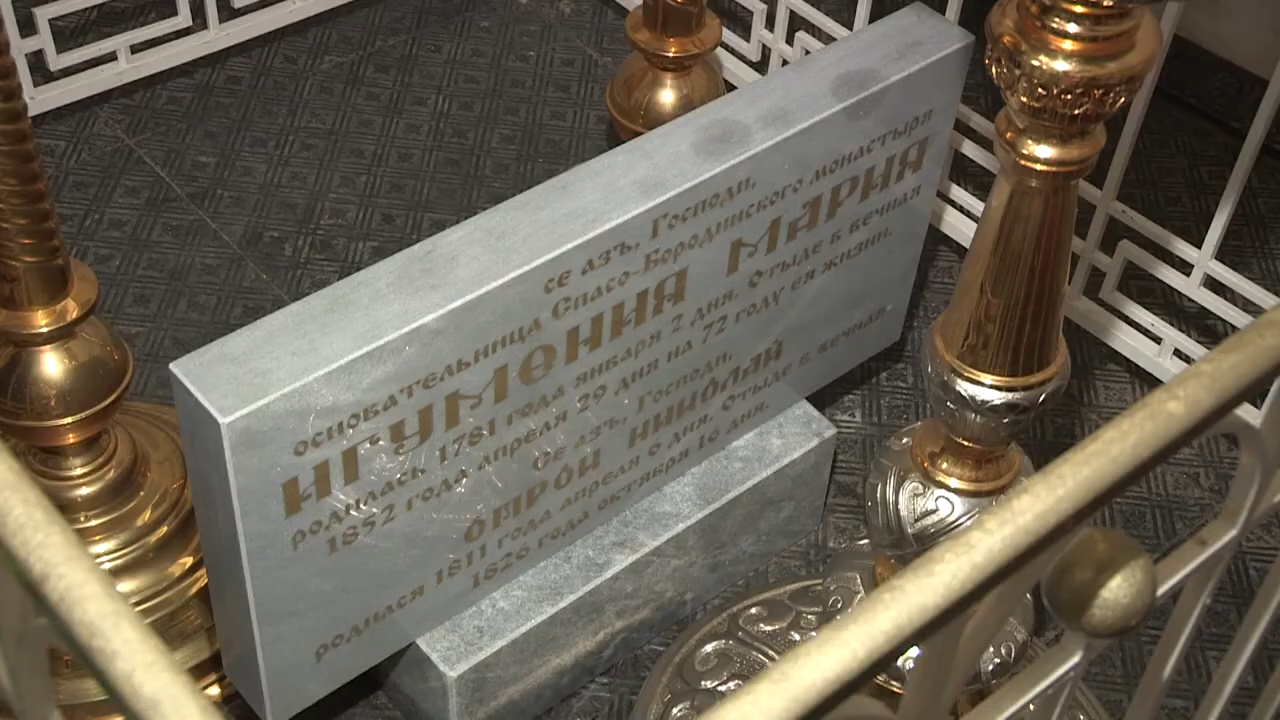 се азъ, Господи,
основательница Спасо-Бородинского монастыря
ИГУМЕНИЯ МАРИЯ
родилась 1781 года января 2 дня. Отыде в вечная
1852 года апреля 29 дня на 72 году ея жизни.
Се азъ, Господи,
ОТРОК НИКОЛАЙ
родился 1811 года апреля 6 дня. Отыде в вечная
1826 года октября 16 дня.